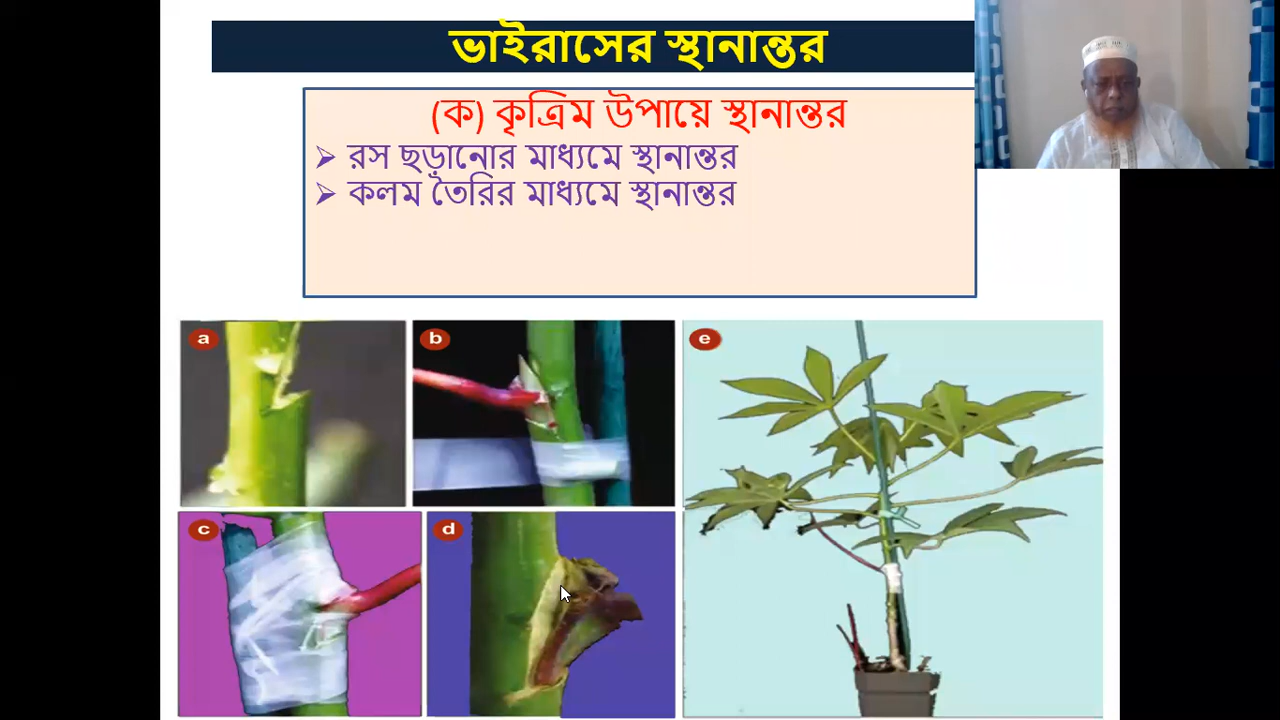 ভাইরাসের স্থানান্তর
(ক) কৃত্রিম উপায়ে স্থানান্তর
➢ রস ছড়ানোর মাধ্যমে স্থানান্তর
➢ কলম তৈরির মাধ্যমে স্থানান্তর
a
b
e
c
d